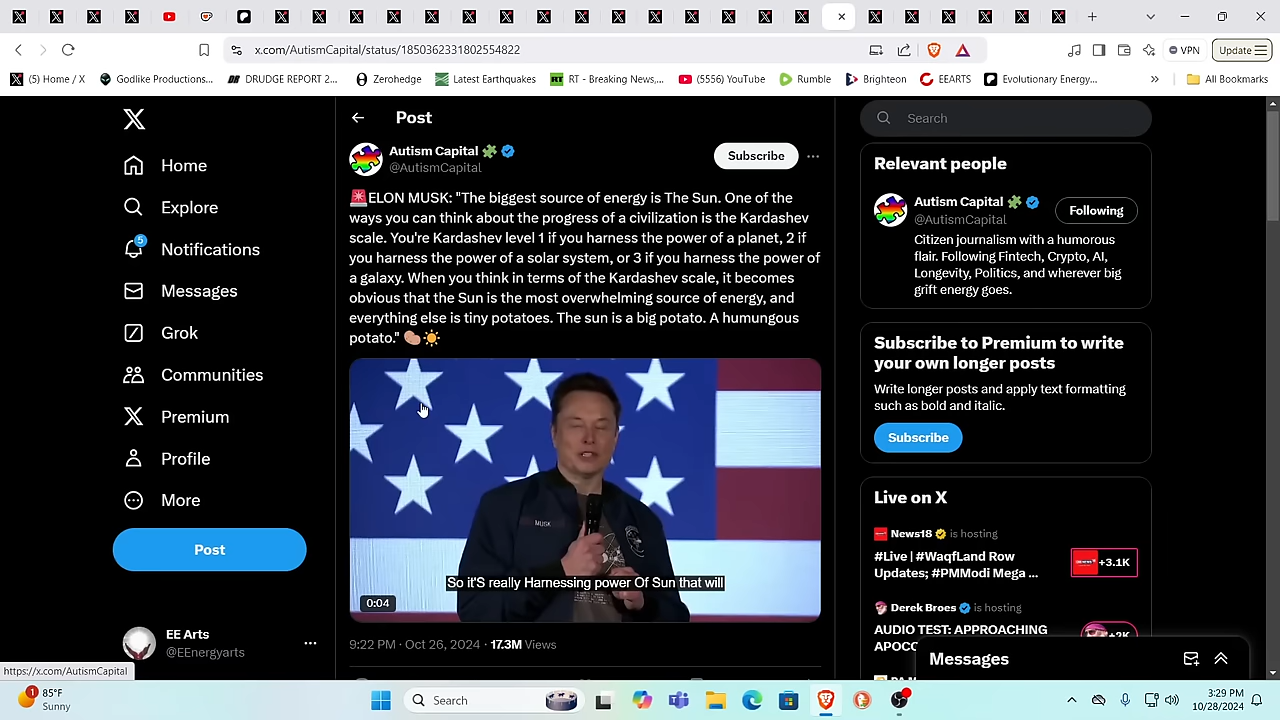 x.com/AutismCapital/status/1850362331802554822
VPN
Update
(5) Home / X
Godlike Productions...
DRUDGE REPORT 2...
Zerohedge
Latest Earthquakes
RT - Breaking News,...
(5556) YouTube
Rumble
Brighteon
EEARTS
Evolutionary Energy...
All Bookmarks
Home
Explore
5
Notifications
Messages
Grok
Communities
Premium
Profile
More
Post
EE Arts
@EEnergyarts
Post
Autism Capital
@AutismCapital
Subscribe
ELON MUSK: "The biggest source of energy is The Sun. One of the
ways you can think about the progress of a civilization is the Kardashev
scale. You're Kardashev level 1 if you harness the power of a planet, 2 if
you harness the power of a solar system, or 3 if you harness the power of
a galaxy. When you think in terms of the Kardashev scale, it becomes
obvious that the Sun is the most overwhelming source of energy, and
everything else is tiny potatoes. The sun is a big potato. A humungous
potato."
MUSK
So it'S really Harnessing power Of Sun that will
0:04
9:22 PM · Oct 26, 2024 · 17.3M Views
Search
Relevant people
Autism Capital
@AutismCapital
Following
Citizen journalism with a humorous
flair. Following Fintech, Crypto, AI,
Longevity, Politics, and wherever big
grift energy goes.
Subscribe to Premium to write
your own longer posts
Write longer posts and apply text formatting
such as bold and italic.
Subscribe
Live on X
News18 is hosting
#Live | #WaqfLand Row
Updates; #PMModi Mega ...
+3.1K
Derek Broes is hosting
AUDIO TEST: APPROACHING
+2K
Messages
https://x.com/AutismCapital
1
85°F
Sunny
Search
3:29 PM
10/28/2024